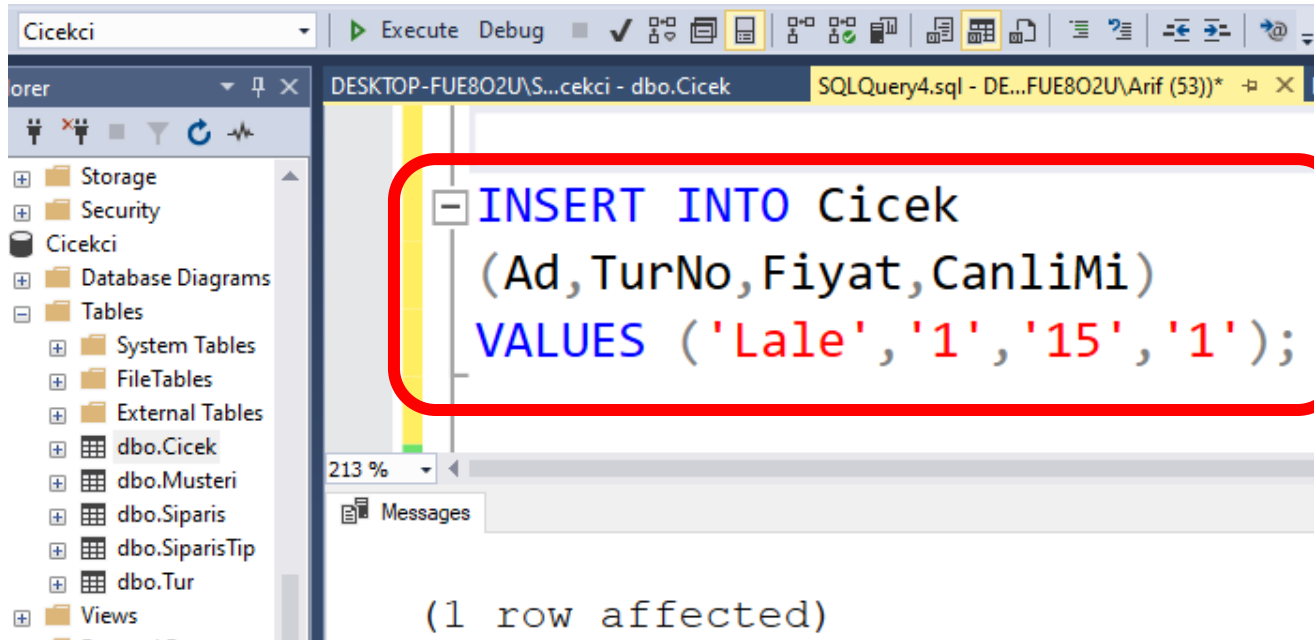 Cicekci
Execute Debug
lorer
DESKTOP-FUE8O2U\S...cekci - dbo.Cicek
SQLQuery4.sql - DE...FUE8O2U\Arif (53))*
Storage
Security
Cicekci
Database Diagrams
Tables
System Tables
FileTables
External Tables
dbo.Cicek
dbo.Musteri
dbo.Siparis
dbo.SiparisTip
dbo.Tur
Views
INSERT INTO Cicek
(Ad,TurNo,Fiyat,CanliMi)
VALUES ('Lale','1','15','1');
213 %
Messages
(1 row affected)